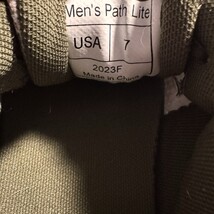 Men's Path Lite
USA 7
2023F
Made in China